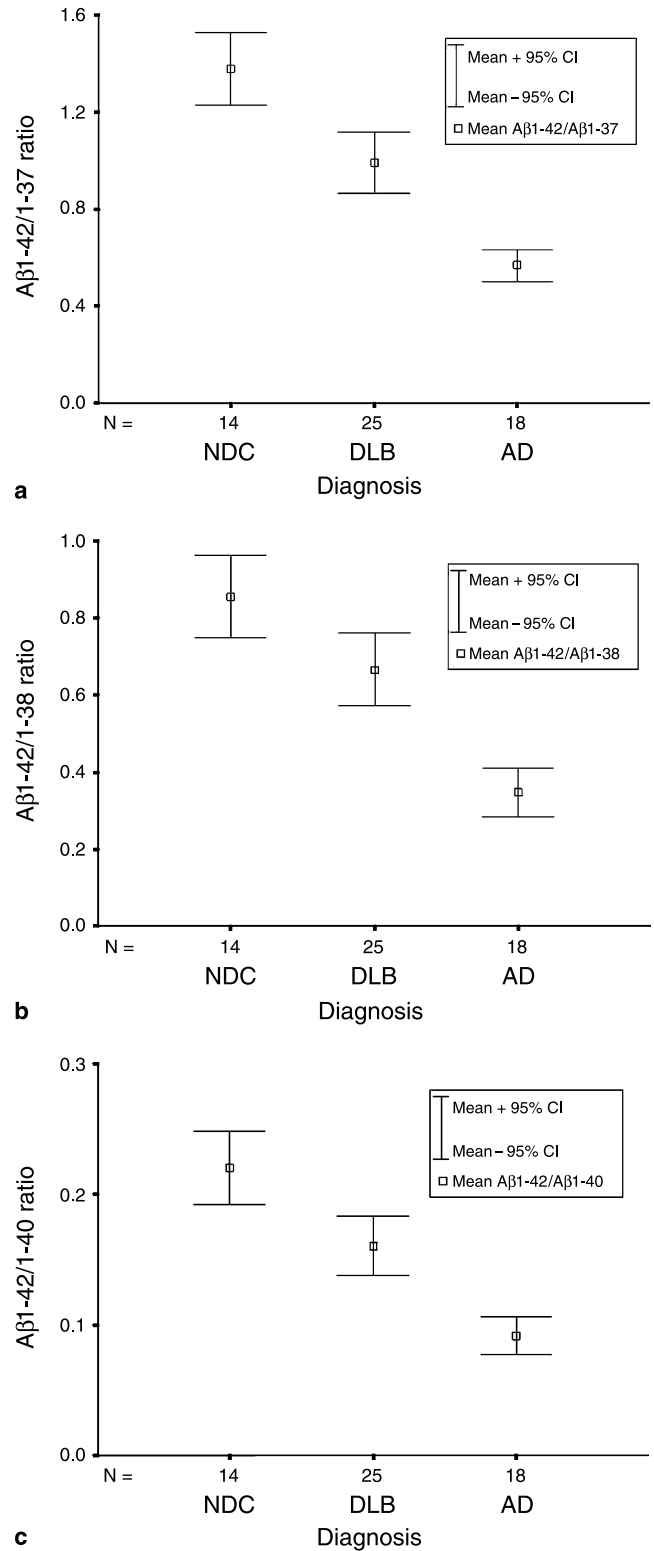 1.6
Mean + 95% CI
Mean – 95% CI
Mean Aβ1-42/Aβ1-37
1.2
0.8
0.4
0.0
Aβ1-42/1-37 ratio
N = 14 25 18
NDC DLB AD
a Diagnosis
1.0
Mean + 95% CI
Mean – 95% CI
Mean Aβ1-42/Aβ1-38
0.8
0.6
0.4
0.2
0.0
Aβ1-42/1-38 ratio
N = 14 25 18
NDC DLB AD
b Diagnosis
0.3
Mean + 95% CI
Mean – 95% CI
Mean Aβ1-42/Aβ1-40
0.2
0.1
0.0
Aβ1-42/1-40 ratio
N = 14 25 18
NDC DLB AD
c Diagnosis